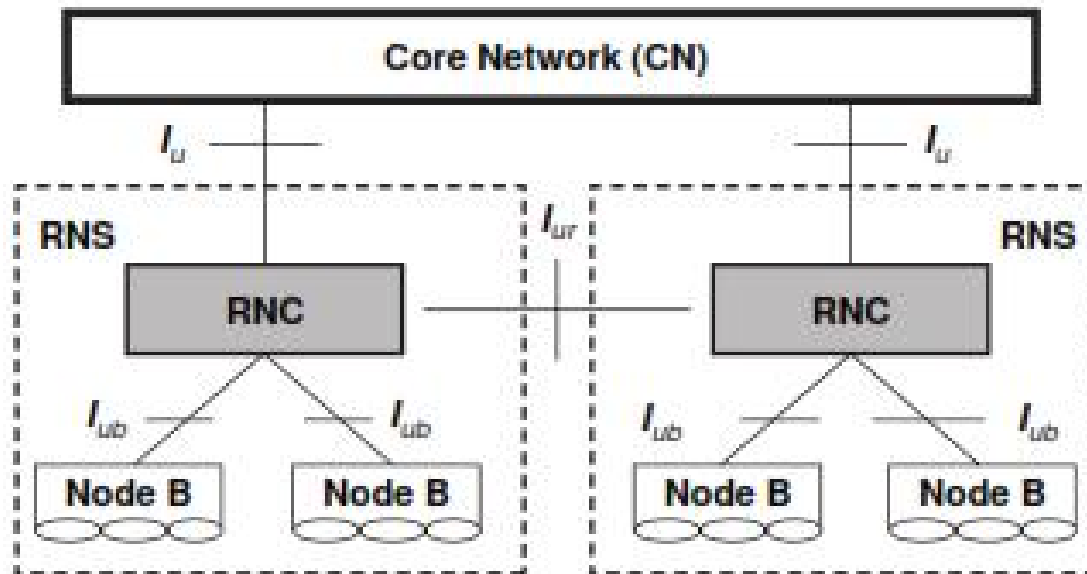 Core Network (CN)
Iu
Iu
RNS
Iur
RNS
RNC
RNC
Iub
Iub
Iub
Iub
Node B
Node B
Node B
Node B